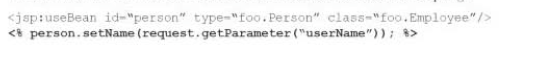 <jsp:useBean id="person" type="foo.Person" class="foo.Employee"/>
<% person.setName(request.getParameter("userName")); %>